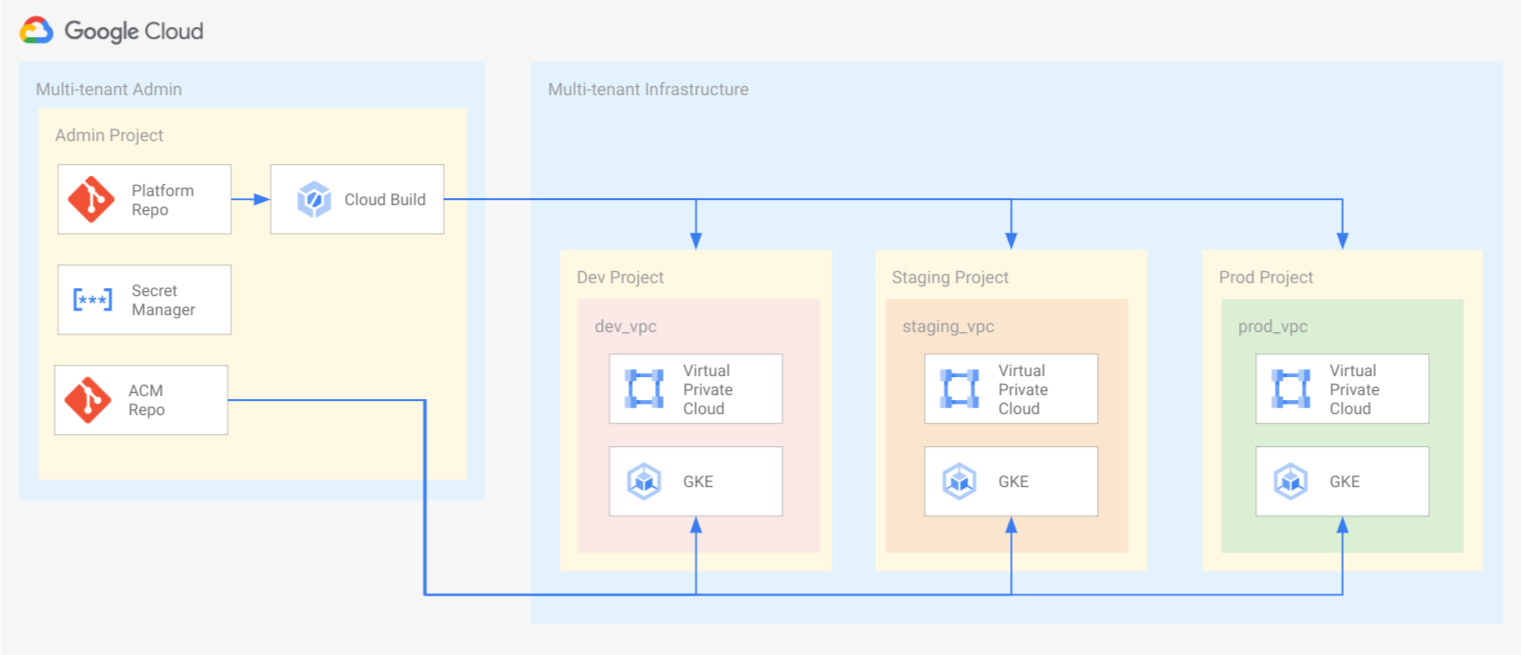 Google Cloud
Multi-tenant Admin
Admin Project
Platform
Repo
Cloud Build
Secret
Manager
[***]
ACM
Repo
Multi-tenant Infrastructure
Dev Project
dev_vpc
Virtual
Private
Cloud
GKE
Staging Project
staging_vpc
Virtual
Private
Cloud
GKE
Prod Project
prod_vpc
Virtual
Private
Cloud
GKE